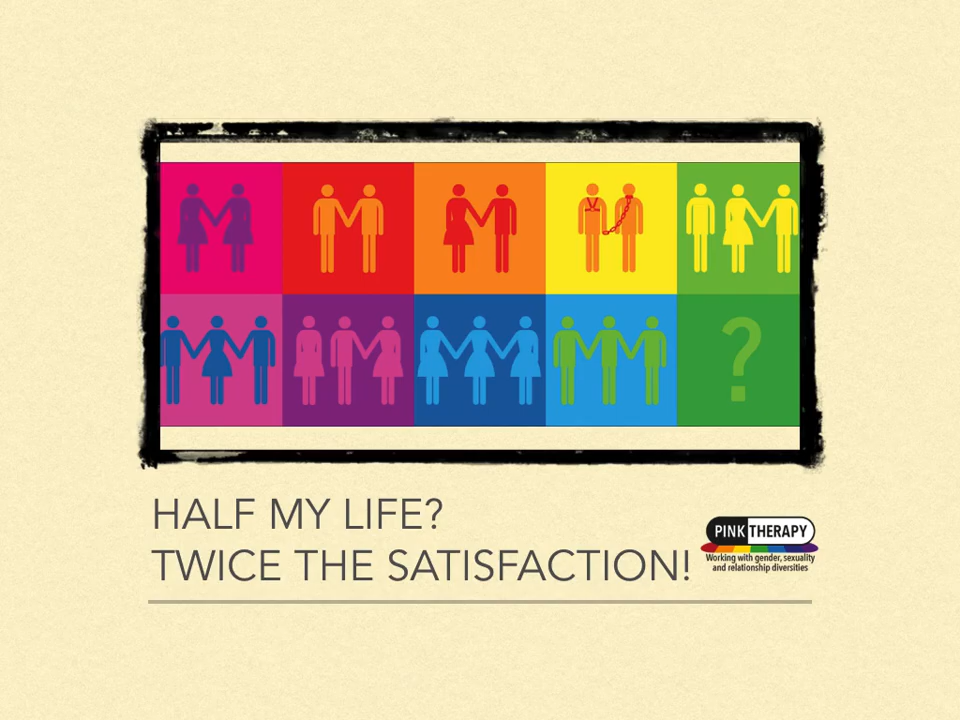 ?
HALF MY LIFE?
TWICE THE SATISFACTION!
PINK THERAPY
Working with gender, sexuality
and relationship diversities